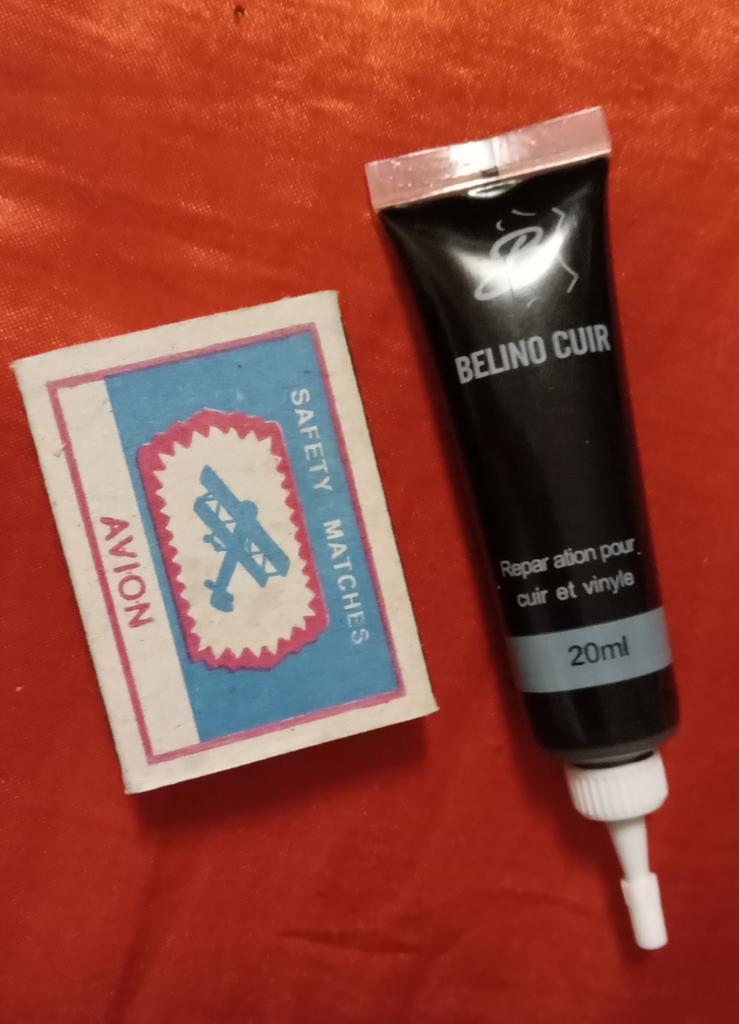 SAFETY MATCHES
AVION
BELINO CUIR
Repar ation pour
cuir et vinyle
20ml